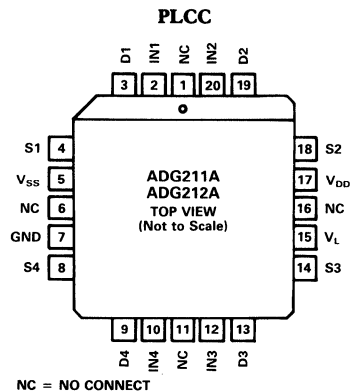 PLCC
D1 IN1 NC IN2 D2
3 2 1 20 19
S1 4 18 S2
VSS 5 17 VDD
NC 6 16 NC
GND 7 15 VL
S4 8 14 S3
ADG211A
ADG212A
TOP VIEW
(Not to Scale)
9 10 11 12 13
D4 IN4 NC IN3 D3
NC = NO CONNECT